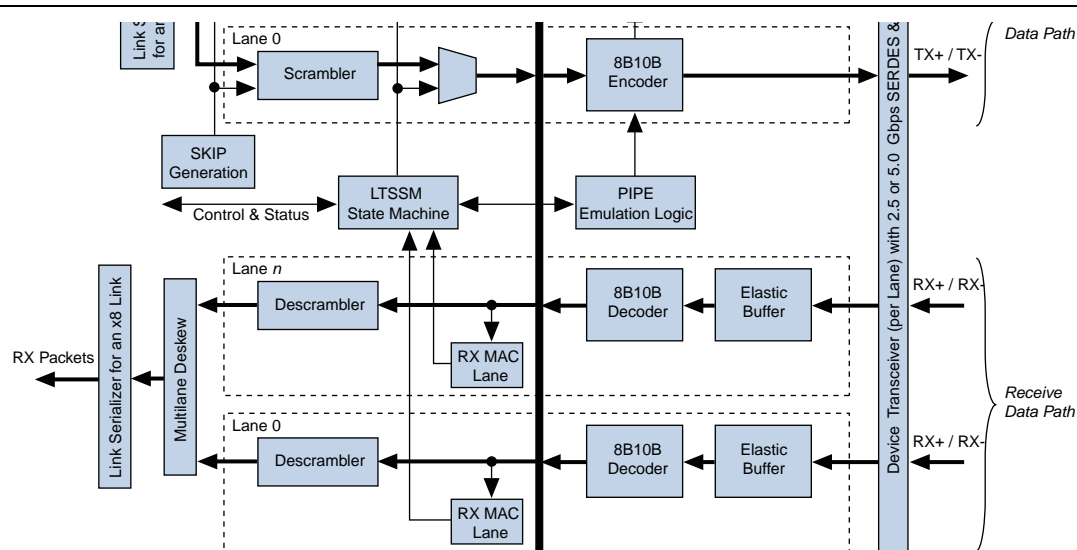 Link S
for an
Lane 0
Scrambler
8B10B
Encoder
TX+ / TX-
Data Path
SKIP
Generation
LTSSM
State Machine
Control & Status
PIPE
Emulation Logic
Device Transceiver (per Lane) with 2.5 or 5.0 Gbps SERDES &
Lane n
Descrambler
8B10B
Decoder
Elastic
Buffer
RX+ / RX-
RX MAC
Lane
RX Packets
Link Serializer for an x8 Link
Multilane Deskew
Receive
Data Path
Lane 0
Descrambler
8B10B
Decoder
Elastic
Buffer
RX+ / RX-
RX MAC
Lane